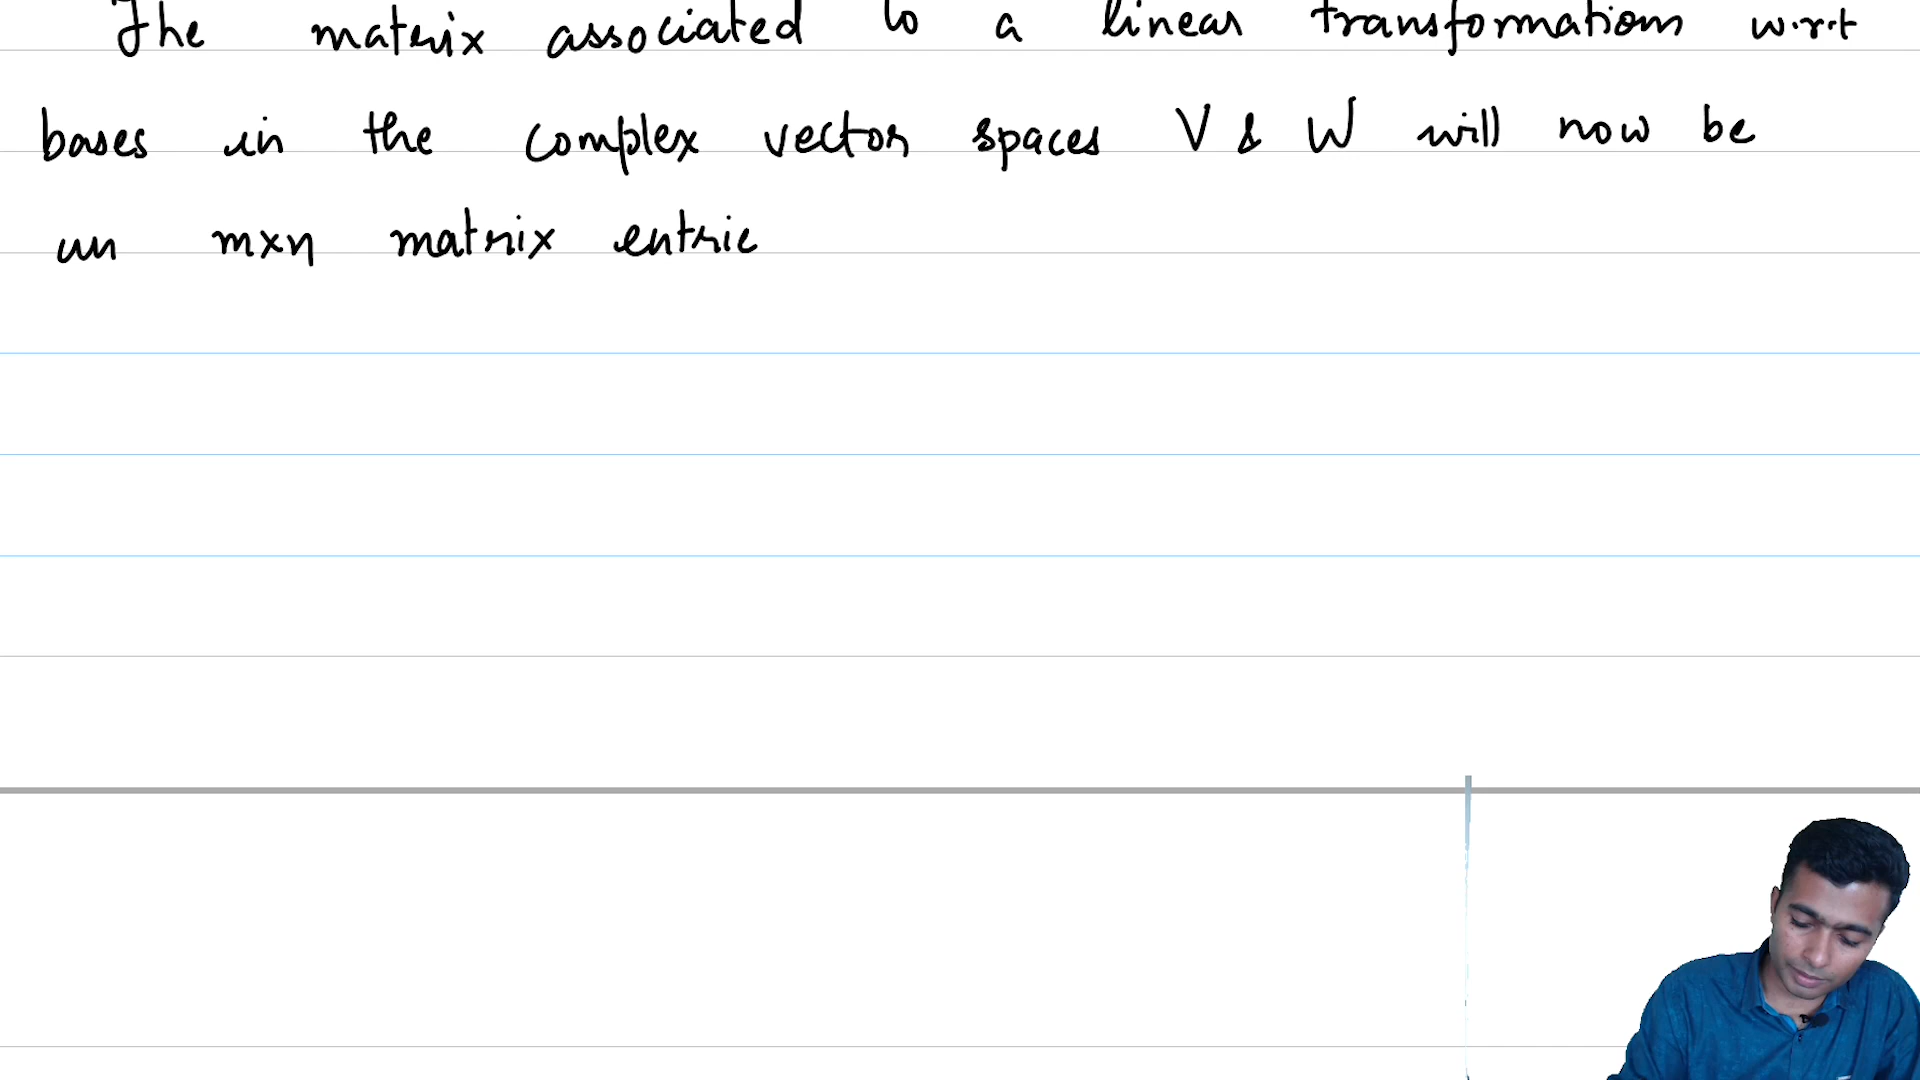 The matrix associated to a linear transformation w.r.t
bases in the complex vector spaces V & W will now be
an mxn matrix entrie